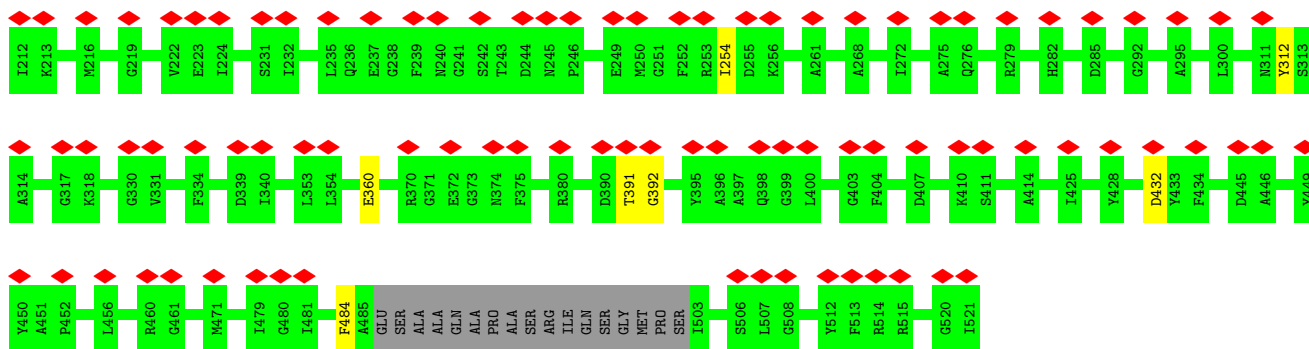 I212 K213 M216 G219 V222 E223 I224 S231 I232 L235 Q236 E237 G238 F239 N240 G241 S242 T243 D244 N245 P246 E249 M250 G251 F252 R253 I254 D255 K256 A261 A268 I272 A275 Q276 R279 H282 D285 G292 A295 L300 N311 Y312 S313
A314 G317 K318 G330 V331 F334 D339 I340 L353 L354 E360 R370 G371 E372 G373 N374 F375 R380 D390 T391 G392 Y395 A396 A397 Q398 G399 L400 G403 F404 D407 K410 S411 A414 I425 Y428 D432 Y433 F434 D445 A446 Y449
Y450 A451 P452 L456 R460 G461 M471 I479 G480 I481 F484 A485 GLU SER ALA ALA GLN ALA PRO ALA SER ARG ILE GLN SER GLY MET PRO SER I503 S506 L507 G508 Y512 F513 R514 R515 G520 I521